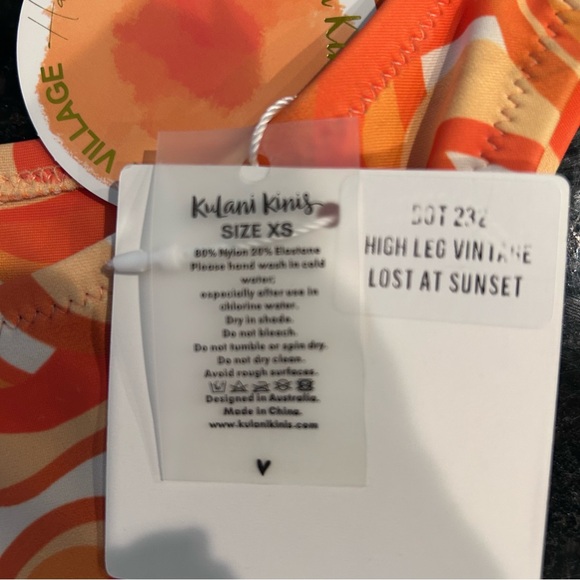 VILLAGE
Kulani Kinis
SIZE XS
80% Nylon 20% Elastane
Please hand wash in cold
water;
especially after use in
chlorine water.
Dry in shade.
Do not bleach.
Do not tumble or spin dry.
Do not dry clean.
Avoid rough surfaces.
Designed in Australia.
Made in China.
www.kulanikinis.com
BOT 232
HIGH LEG VINTAGE
LOST AT SUNSET